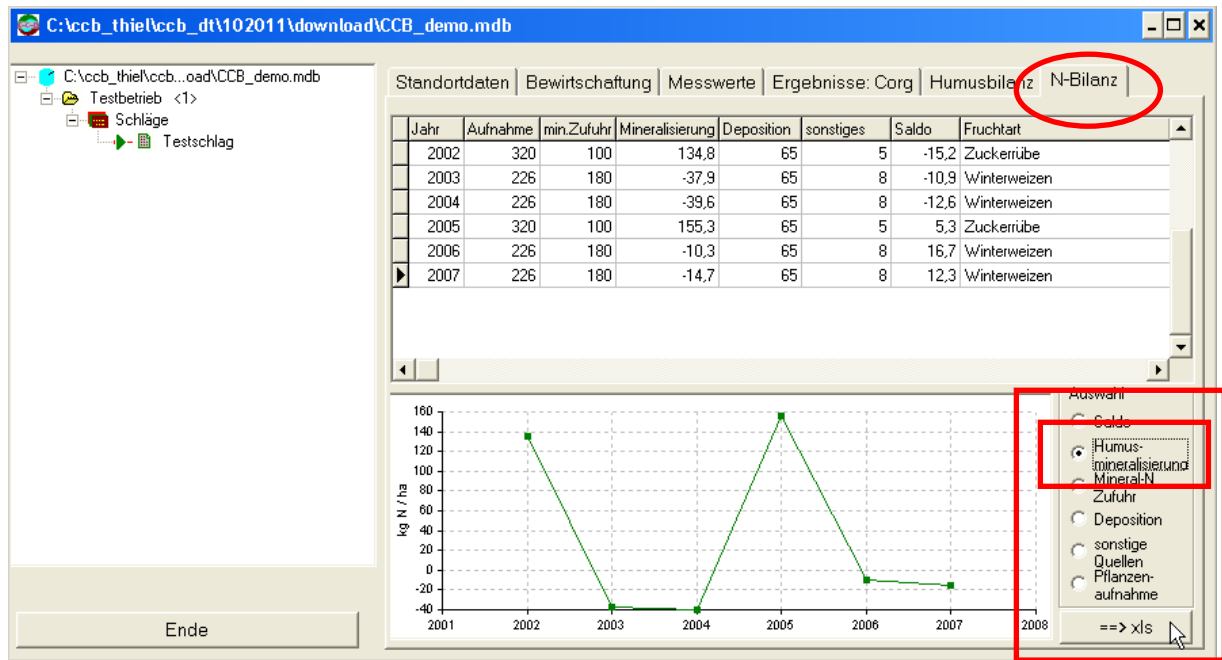 C:\ccb_thiel\ccb_dt\102011\download\CCB_demo.mdb
C:\ccb_thiel\ccb...oad\CCB_demo.mdb
Testbetrieb <1>
Schläge
Testschlag
Standortdaten Bewirtschaftung Messwerte Ergebnisse: Corg Humusbilanz N-Bilanz
Jahr Aufnahme min.Zufuhr Mineralisierung Deposition sonstiges Saldo Fruchtart
2002 320 100 134,8 65 5 -15,2 Zuckerrübe
2003 226 180 -37,9 65 8 -10,9 Winterweizen
2004 226 180 -39,6 65 8 -12,6 Winterweizen
2005 320 100 155,3 65 5 5,3 Zuckerrübe
2006 226 180 -10,3 65 8 16,7 Winterweizen
2007 226 180 -14,7 65 8 12,3 Winterweizen
160
140
120
100
80
60
40
20
0
-20
-40
kg N / ha
2001 2002 2003 2004 2005 2006 2007 2008
Auswahl
Saldo
Humus-
mineralisierung
Mineral-N
Zufuhr
Deposition
sonstige
Quellen
Pflanzen-
aufnahme
==> xls
Ende